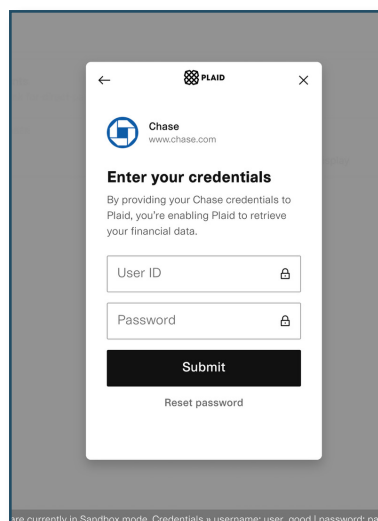 PLAID
Chase
www.chase.com
Enter your credentials
By providing your Chase credentials to
Plaid, you're enabling Plaid to retrieve
your financial data.
User ID
Password
Submit
Reset password
are currently in Sandbox mode. Credentials » username: user_good | password: